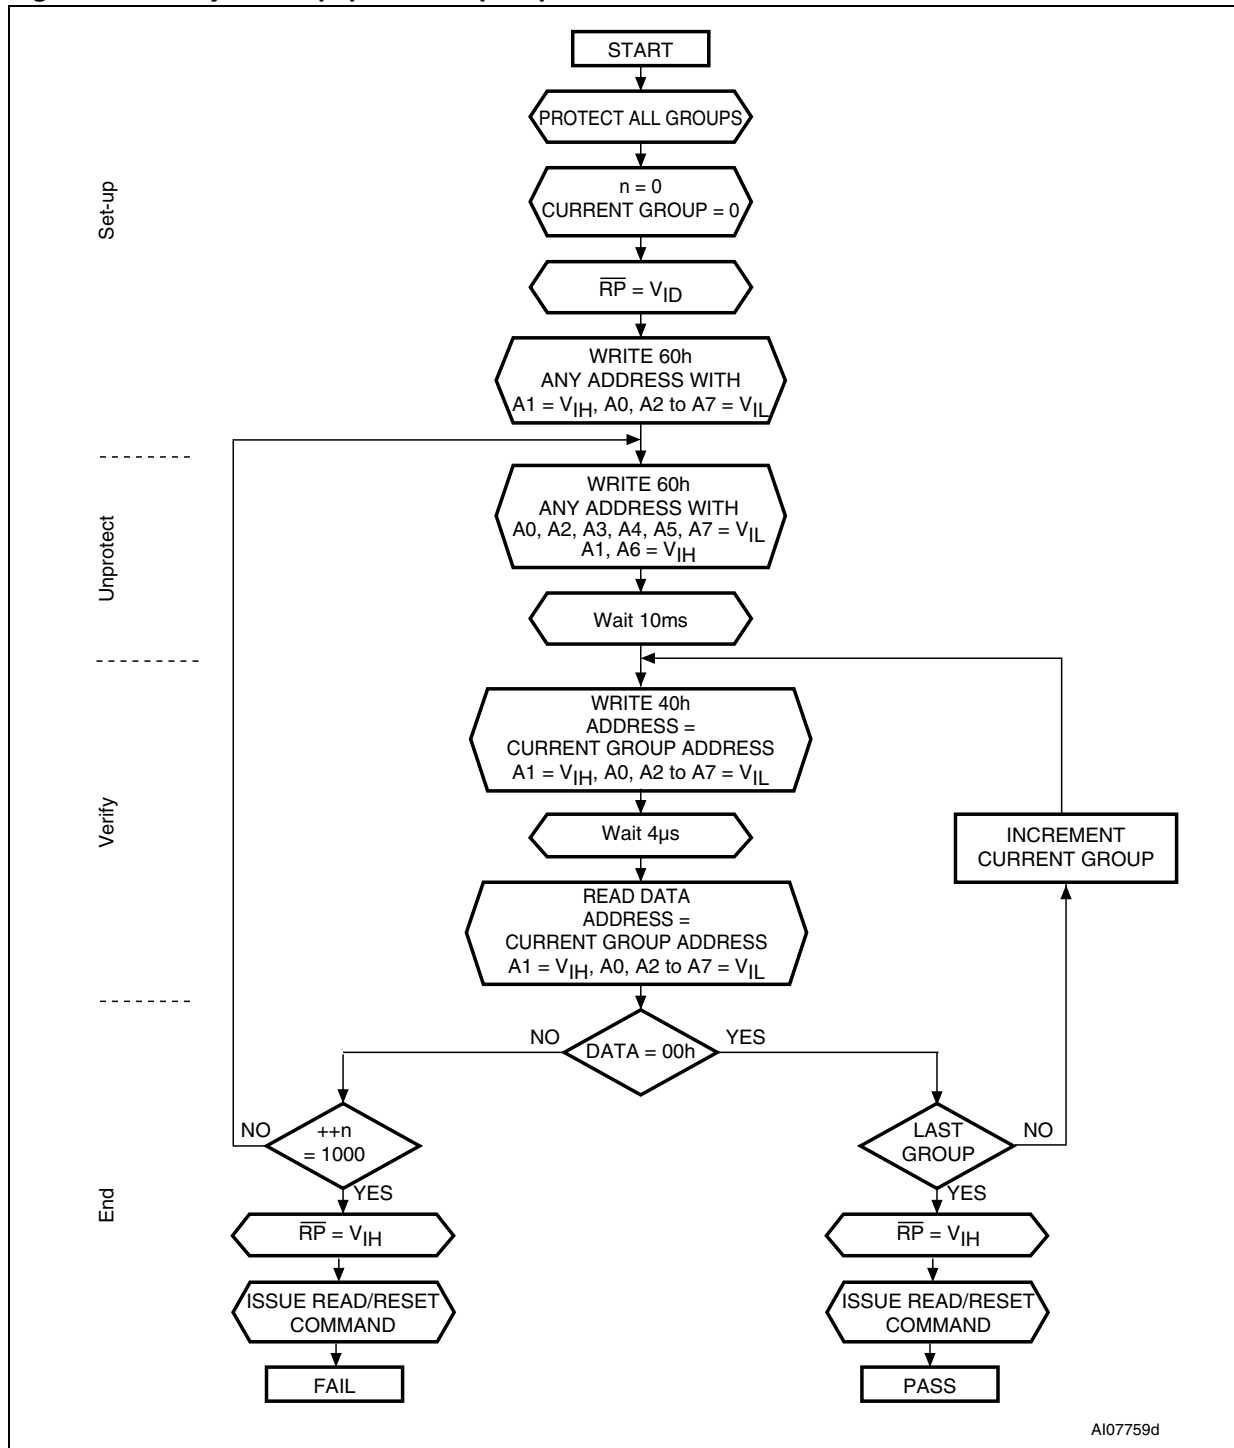 START
PROTECT ALL GROUPS
n = 0
CURRENT GROUP = 0
Set-up
RP = VID
WRITE 60h
ANY ADDRESS WITH
A1 = VIH, A0, A2 to A7 = VIL
Unprotect
WRITE 60h
ANY ADDRESS WITH
A0, A2, A3, A4, A5, A7 = VIL
A1, A6 = VIH
Wait 10ms
Verify
WRITE 40h
ADDRESS =
CURRENT GROUP ADDRESS
A1 = VIH, A0, A2 to A7 = VIL
Wait 4µs
INCREMENT
CURRENT GROUP
READ DATA
ADDRESS =
CURRENT GROUP ADDRESS
A1 = VIH, A0, A2 to A7 = VIL
End
NO
DATA = 00h
YES
NO
++n
= 1000
YES
LAST
GROUP
NO
YES
RP = VIH
RP = VIH
ISSUE READ/RESET
COMMAND
ISSUE READ/RESET
COMMAND
FAIL
PASS
AI07759d